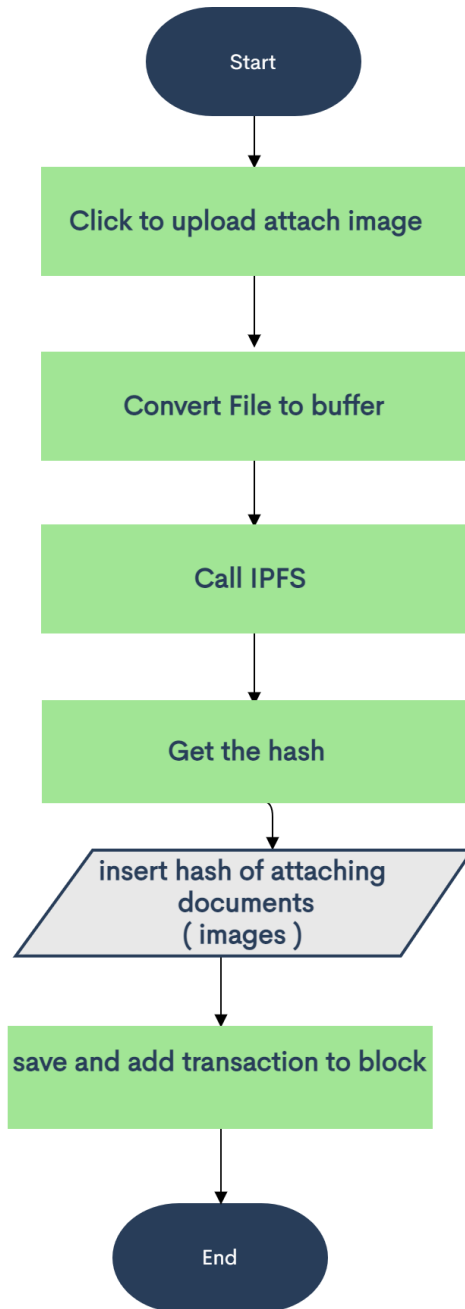 Start
Click to upload attach image
Convert File to buffer
Call IPFS
Get the hash
insert hash of attaching
documents
( images )
save and add transaction to block
End